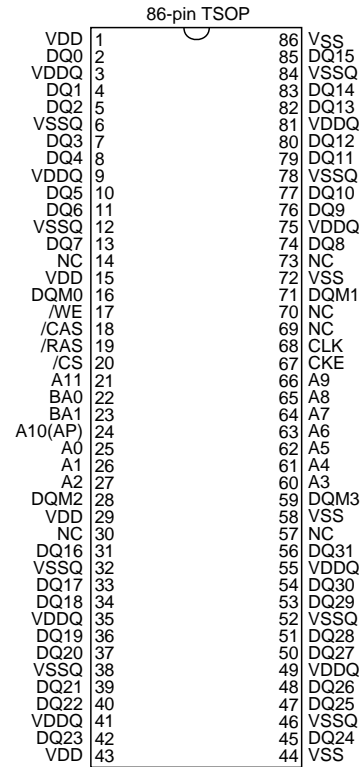 86-pin TSOP
VDD 1 86 VSS
DQ0 2 85 DQ15
VDDQ 3 84 VSSQ
DQ1 4 83 DQ14
DQ2 5 82 DQ13
VSSQ 6 81 VDDQ
DQ3 7 80 DQ12
DQ4 8 79 DQ11
VDDQ 9 78 VSSQ
DQ5 10 77 DQ10
DQ6 11 76 DQ9
VSSQ 12 75 VDDQ
DQ7 13 74 DQ8
NC 14 73 NC
VDD 15 72 VSS
DQM0 16 71 DQM1
/WE 17 70 NC
/CAS 18 69 NC
/RAS 19 68 CLK
/CS 20 67 CKE
A11 21 66 A9
BA0 22 65 A8
BA1 23 64 A7
A10(AP) 24 63 A6
A0 25 62 A5
A1 26 61 A4
A2 27 60 A3
DQM2 28 59 DQM3
VDD 29 58 VSS
NC 30 57 NC
DQ16 31 56 DQ31
VSSQ 32 55 VDDQ
DQ17 33 54 DQ30
DQ18 34 53 DQ29
VDDQ 35 52 VSSQ
DQ19 36 51 DQ28
DQ20 37 50 DQ27
VSSQ 38 49 VDDQ
DQ21 39 48 DQ26
DQ22 40 47 DQ25
VDDQ 41 46 VSSQ
DQ23 42 45 DQ24
VDD 43 44 VSS